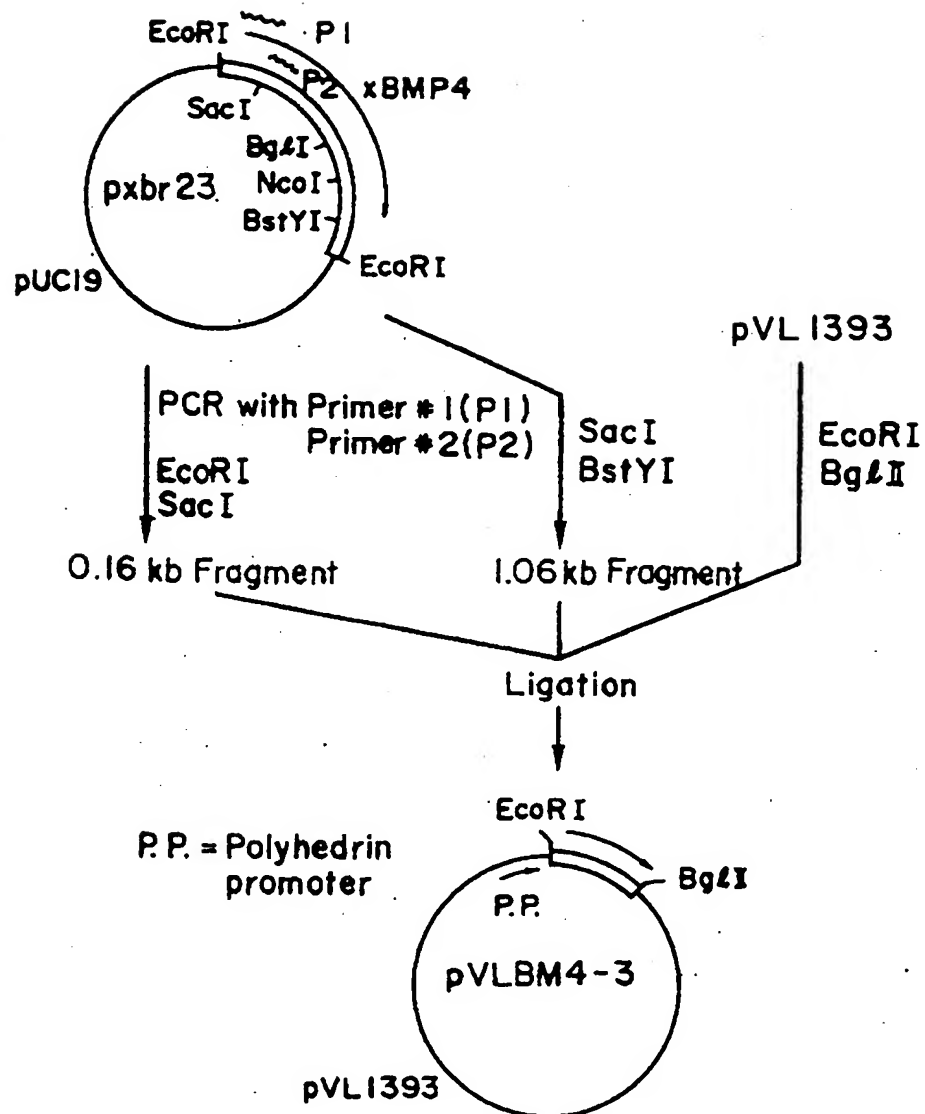 EcoRI
P1
P2
xBMP4
SacI
BglI
NcoI
BstYI
pxbr23
EcoRI
pUC19
pVL1393
PCR with Primer #1(P1)
Primer #2(P2)
EcoRI
SacI
SacI
BstYI
EcoRI
BglII
0.16 kb Fragment
1.06 kb Fragment
Ligation
EcoRI
P.P. = Polyhedrin
promoter
P.P.
BglII
pVLBM4-3
pVL1393